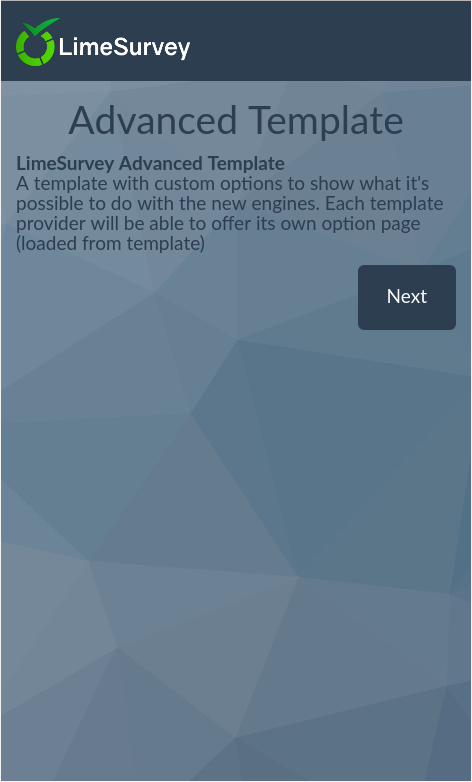 LimeSurvey
Advanced Template
LimeSurvey Advanced Template
A template with custom options to show what it's
possible to do with the new engines. Each template
provider will be able to offer its own option page
(loaded from template)
Next